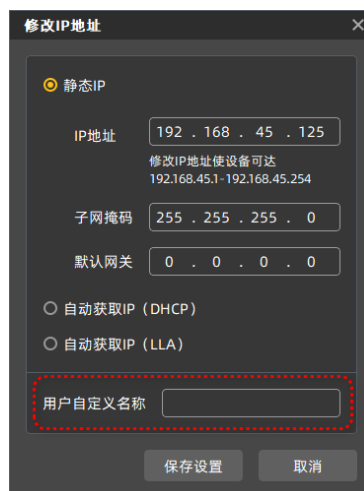 修改IP地址
静态IP
IP地址 192 . 168 . 45 . 125
修改IP地址使设备可达
192.168.45.1-192.168.45.254
子网掩码 255 . 255 . 255 . 0
默认网关 0 . 0 . 0 . 0
自动获取IP（DHCP）
自动获取IP（LLA）
用户自定义名称
保存设置 取消